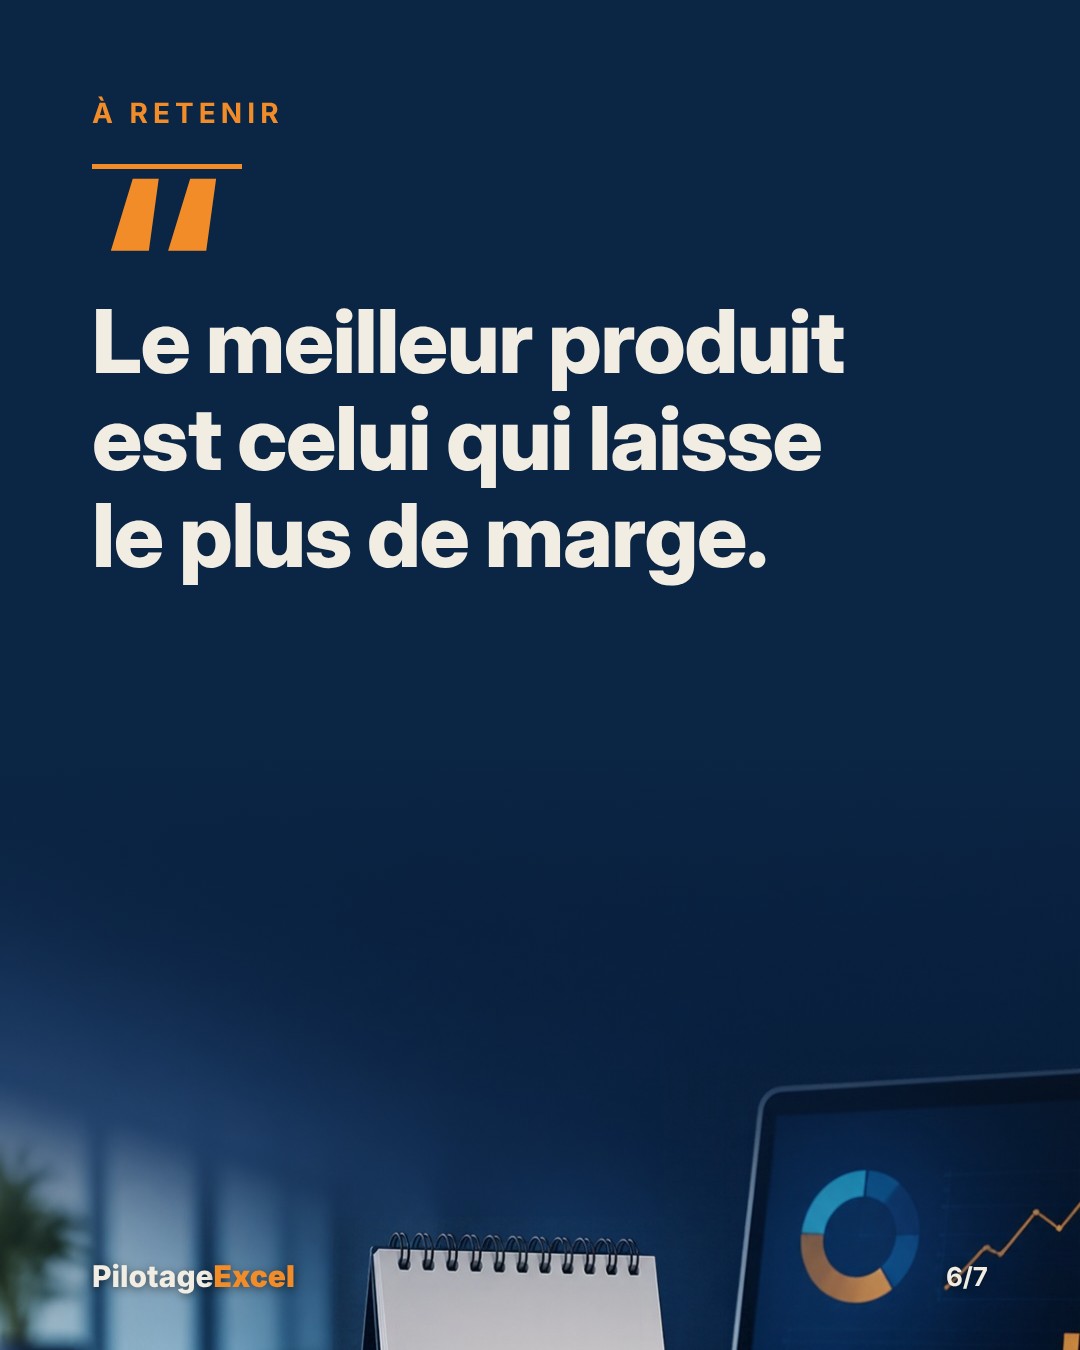 À RETENIR
"
Le meilleur produit
est celui qui laisse
le plus de marge.
PilotageExcel
6/7